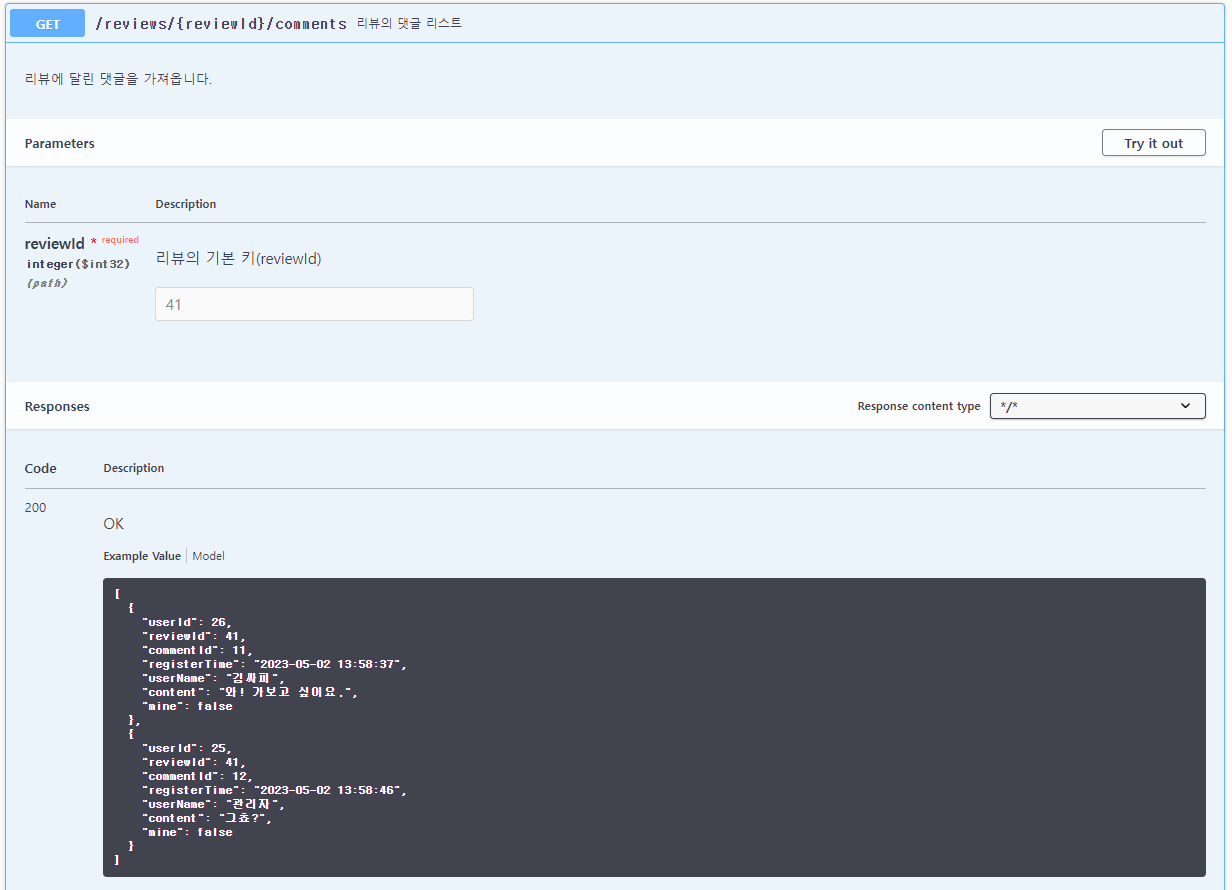 GET /reviews/{reviewId}/comments 리뷰의 댓글 리스트
리뷰에 달린 댓글을 가져옵니다.
Parameters
Try it out
Name Description
reviewId * required
integer($int32)
(path)
리뷰의 기본 키(reviewId)
41
Responses
Response content type */*
Code Description
200
OK
Example Value Model
[
{
"userId": 26,
"reviewId": 41,
"commentId": 11,
"registerTime": "2023-05-02 13:58:37",
"userName": "김싸피",
"content": "와! 가보고 싶어요.",
"mine": false
},
{
"userId": 25,
"reviewId": 41,
"commentId": 12,
"registerTime": "2023-05-02 13:58:46",
"userName": "관리자",
"content": "그쵸?",
"mine": false
}
]